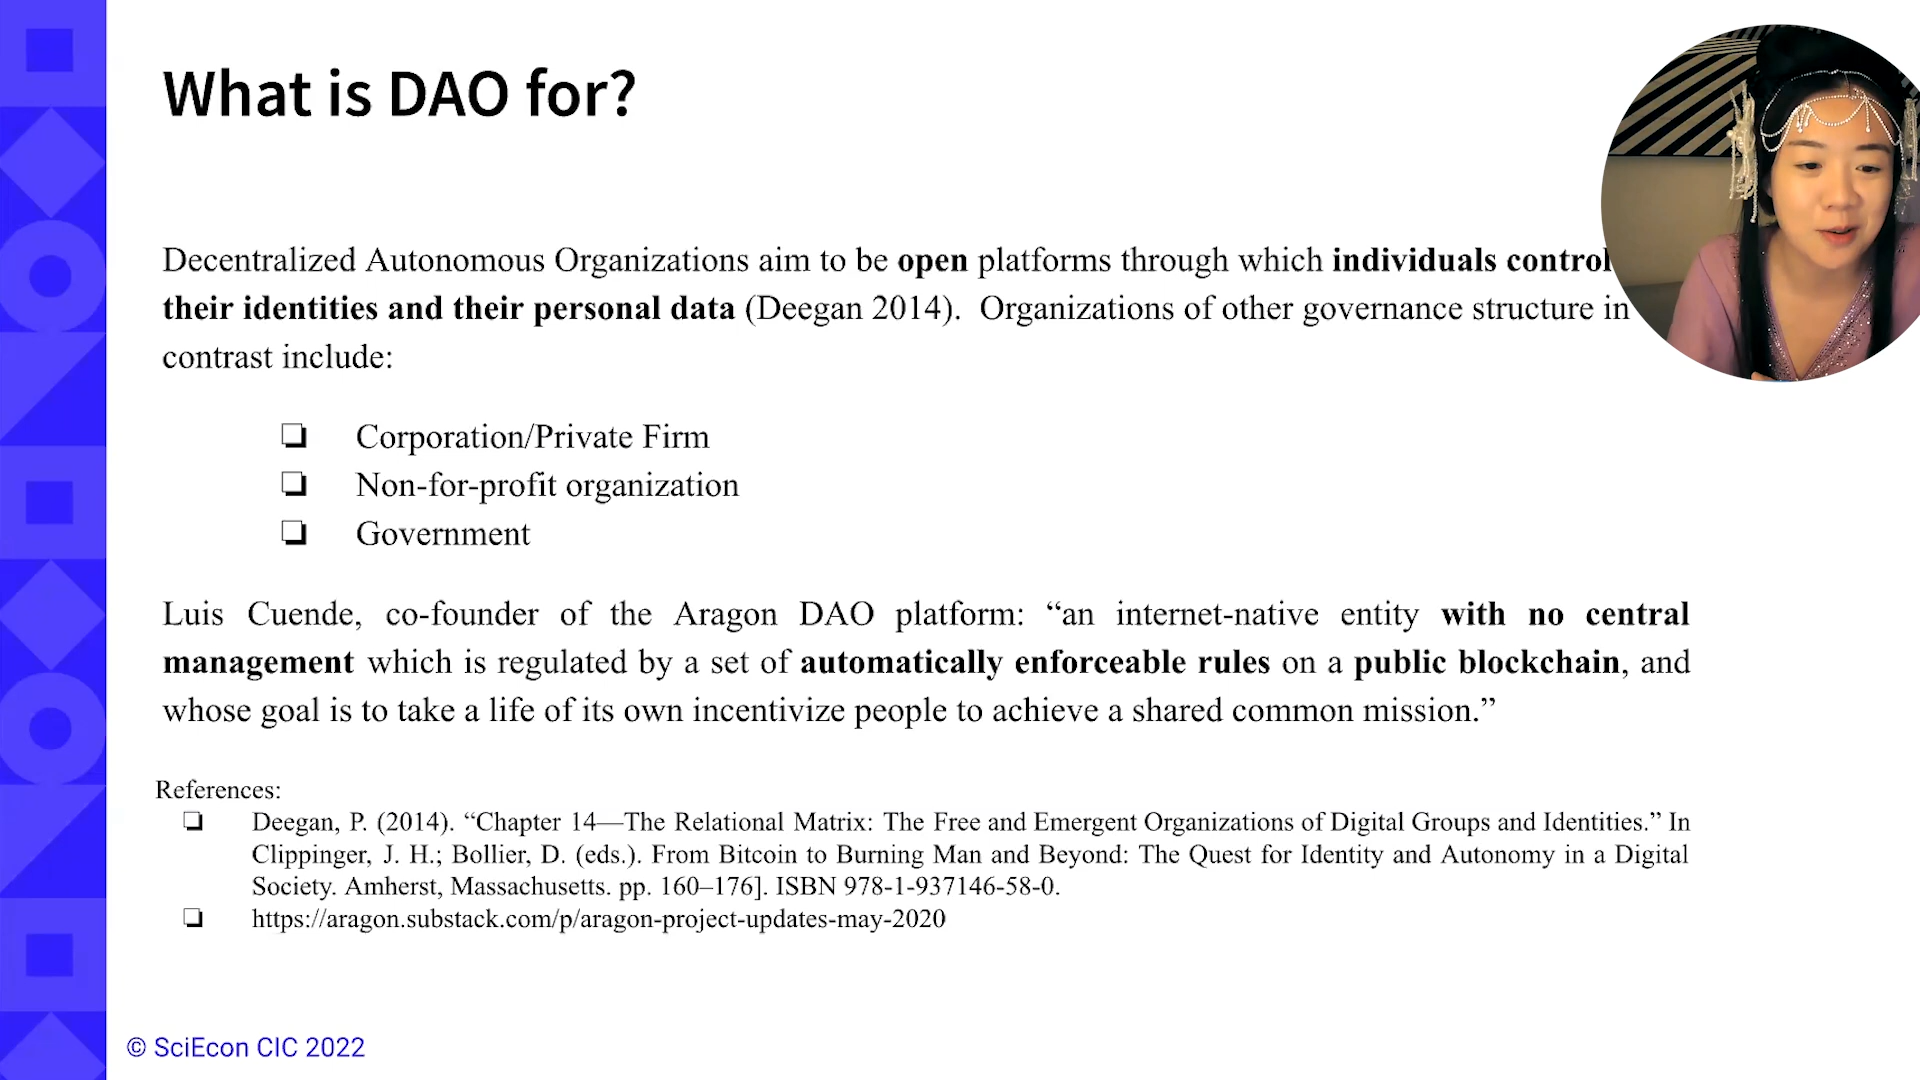 What is DAO for?
Decentralized Autonomous Organizations aim to be open platforms through which individuals control
their identities and their personal data (Deegan 2014).  Organizations of other governance structure in
contrast include:
❏ Corporation/Private Firm
❏ Non-for-profit organization
❏ Government
Luis Cuende, co-founder of the Aragon DAO platform: “an internet-native entity with no central
management which is regulated by a set of automatically enforceable rules on a public blockchain, and
whose goal is to take a life of its own incentivize people to achieve a shared common mission.”
References:
❏ Deegan, P. (2014). “Chapter 14—The Relational Matrix: The Free and Emergent Organizations of Digital Groups and Identities.” In
Clippinger, J. H.; Bollier, D. (eds.). From Bitcoin to Burning Man and Beyond: The Quest for Identity and Autonomy in a Digital
Society. Amherst, Massachusetts. pp. 160–176]. ISBN 978-1-937146-58-0.
❏ https://aragon.substack.com/p/aragon-project-updates-may-2020
© SciEcon CIC 2022